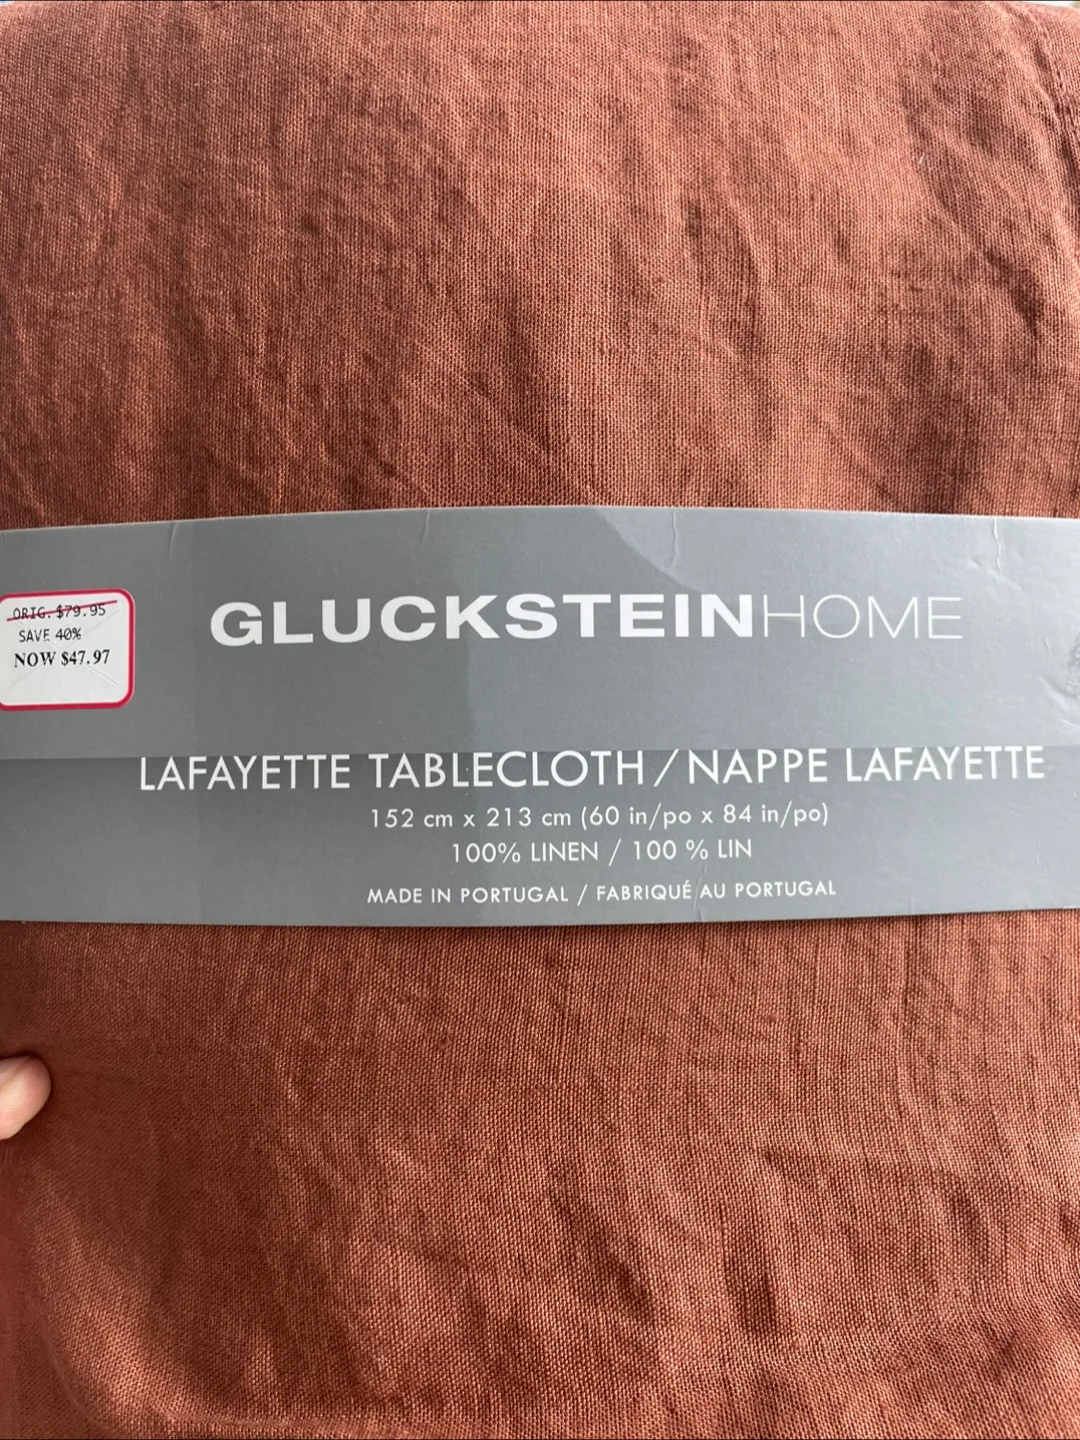 ORIG. $79.95
SAVE 40%
NOW $47.97
GLUCKSTEINHOME
LAFAYETTE TABLECLOTH / NAPPE LAFAYETTE
152 cm x 213 cm (60 in/po x 84 in/po)
100% LINEN / 100 % LIN
MADE IN PORTUGAL / FABRIQUÉ AU PORTUGAL